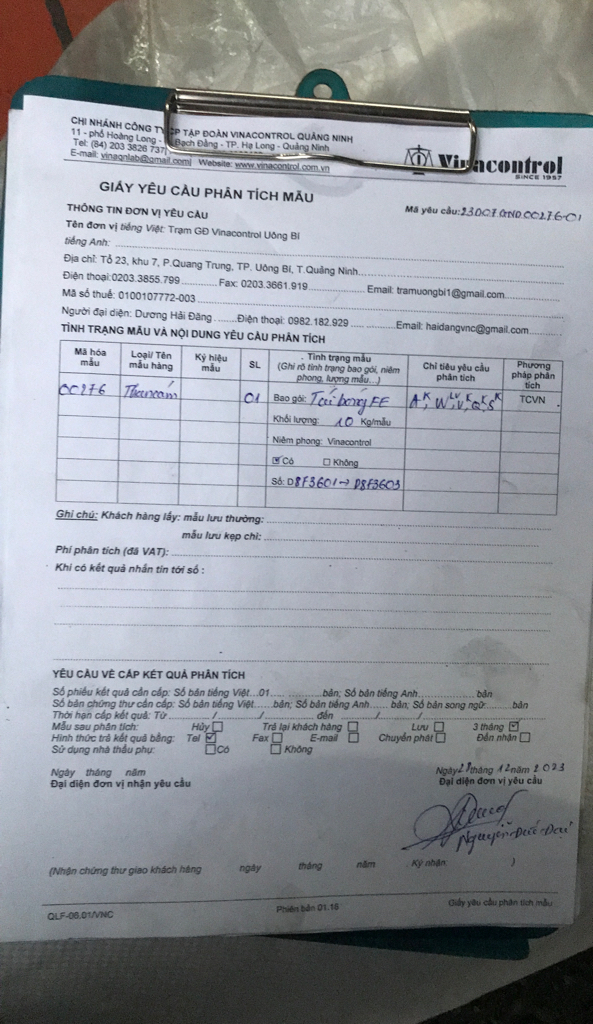 CHI NHÁNH CÔNG TY CP TẬP ĐOÀN VINACONTROL QUẢNG NINH
11 - phố Hoàng Long - Bạch Đằng - TP. Hạ Long - Quảng Ninh
Tel: (84) 203 3826 737|
E-mail: vinaqnlab@gmail.com| Website: www.vinacontrol.com.vn
Vinacontrol
SINCE 1957
GIẤY YÊU CẦU PHÂN TÍCH MẪU
Mã yêu cầu:
THÔNG TIN ĐƠN VỊ YÊU CẦU
Tên đơn vị tiếng Việt: Trạm GĐ Vinacontrol Uông Bí
tiếng Anh:
Địa chỉ: Tổ 23, khu 7, P.Quang Trung, TP. Uông Bí, T.Quảng Ninh
Điện thoại:0203.3855.799 Fax: 0203.3661.919 Email: tramuongbi1@gmail.com
Mã số thuế: 0100107772-003
Người đại diện: Dương Hải Đăng Điện thoại: 0982.182.929 Email: haidangvnc@gmail.com
TÌNH TRẠNG MẪU VÀ NỘI DUNG YÊU CẦU PHÂN TÍCH
Mã hóa mẫu Loại/ Tên mẫu hàng Ký hiệu mẫu SL Tình trạng mẫu (Ghi rõ tình trạng bao gói, niêm phong, lượng mẫu...) Chỉ tiêu yêu cầu phân tích Phương pháp phân tích
00276 Than cám 01 Bao gói: Túi bóng PE TCVN
Khối lượng: 10 Kg/mẫu
Niêm phong: Vinacontrol
☑ Có ☐ Không
Số: D8F3601 → D8F3603
Ghi chú: Khách hàng lấy: mẫu lưu thường:
mẫu lưu kẹp chì:
Phí phân tích (đã VAT):
Khi có kết quả nhắn tin tới số :
YÊU CẦU VỀ CẤP KẾT QUẢ PHÂN TÍCH
Số phiếu kết quả cần cấp: Số bản tiếng Việt...01... bản; Số bản tiếng Anh... bản
Số bản chứng thư cần cấp: Số bản tiếng Việt... bản; Số bản tiếng Anh... bản; Số bản song ngữ... bản
Thời hạn cấp kết quả: Từ / / đến / /
Mẫu sau phân tích: Hủy ☐ Trả lại khách hàng ☐ Lưu ☐ 3 tháng ☑
Hình thức trả kết quả bằng: Tel ☑ Fax ☐ E-mail ☐ Chuyển phát ☐ Đến nhận ☐
Sử dụng nhà thầu phụ: ☐ Có ☐ Không
Ngày tháng năm
Đại diện đơn vị nhận yêu cầu
Ngày 21 tháng 12 năm 2023
Đại diện đơn vị yêu cầu
Nguyễn Đức
(Nhận chứng thư giao khách hàng ngày tháng năm Ký nhận: )
QLF-06.01/VNC Phiên bản 01.16 Giấy yêu cầu phân tích mẫu